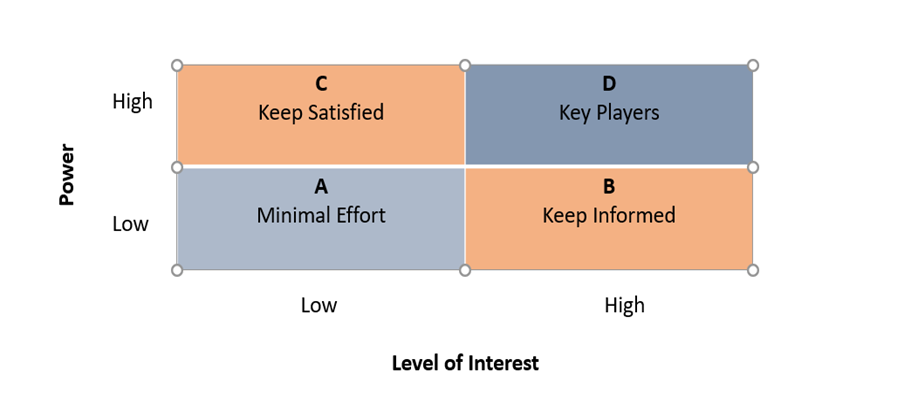 C
Keep Satisfied
D
Key Players
High
Power
A
Minimal Effort
B
Keep Informed
Low
Low
High
Level of Interest